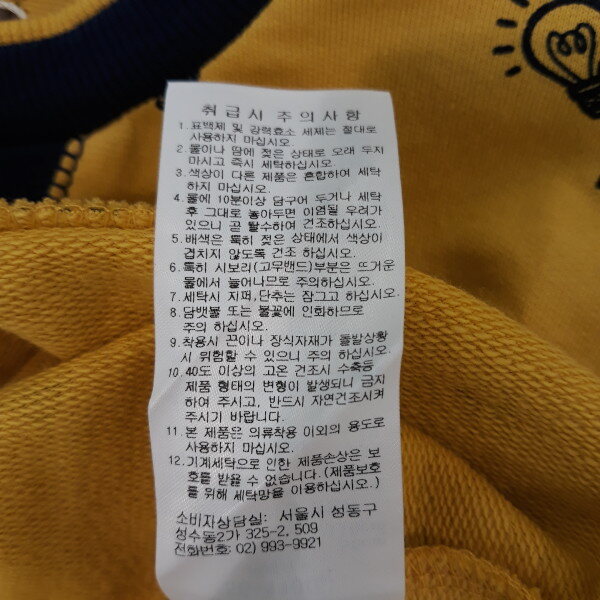 취급시 주의사항
1. 표백제 및 강력효소 세제는 절대로
사용하지 마십시오.
2. 물이나 땀에 젖은 상태로 오래 두지
마시고 즉시 세탁하십시오.
3. 색상이 다른 제품은 혼합하여 세탁
하지 마십시오.
4. 물에 10분이상 담구어 두거나 세탁
후 그대로 놓아두면 이염될 우려가
있으니 곧 탈수하여 건조하십시오.
5. 배색은 특히 젖은 상태에서 색상이
겹치지 않도록 건조 하십시오.
6. 특히 시보리(고무밴드)부분은 뜨거운
물에서 늘어나므로 주의하십시오.
7. 세탁시 지퍼,단추는 잠그고 하십시오.
8. 담뱃불 또는 불꽃에 인화하므로
주의 하십시오.
9. 착용시 끈이나 장식자재가 돌발상황
시 위험할 수 있으니 주의 하십시오.
10. 40도 이상의 고온 건조시 수축등
제품 형태의 변형이 발생되니 금지
하여 주시고, 반드시 자연건조시켜
주시기 바랍니다.
11. 본 제품은 의류착용 이외의 용도로
사용하지 마십시오.
12. 기계세탁으로 인한 제품손상은 보
호를 받을 수 없습니다.(제품보호
를 위해 세탁망을 이용하십시오.)
소비자상담실: 서울시 성동구
성수동2가 325-2, 509
전화번호: 02) 993-9921